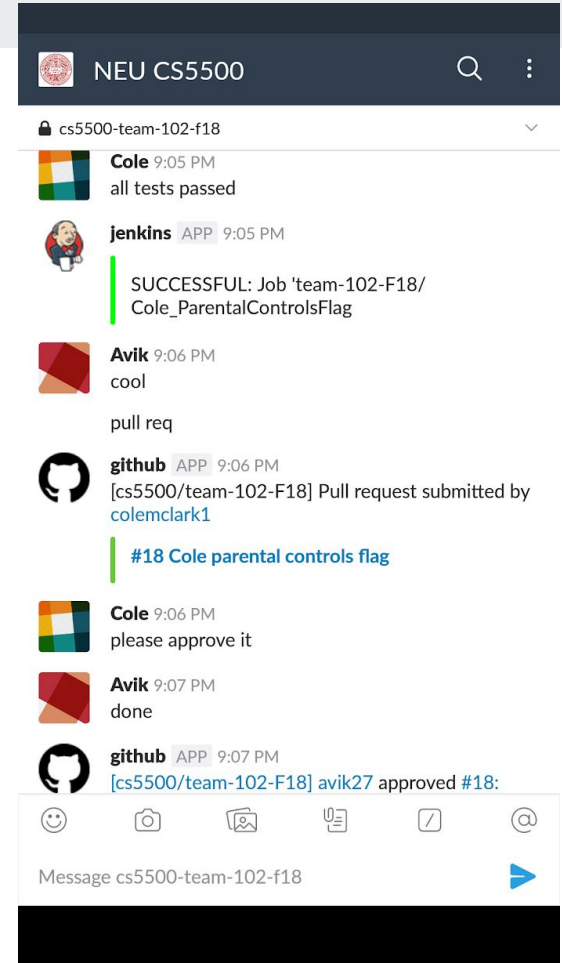 NEU CS5500
cs5500-team-102-f18
Cole 9:05 PM
all tests passed
jenkins APP 9:05 PM
SUCCESSFUL: Job 'team-102-F18/
Cole_ParentalControlsFlag
Avik 9:06 PM
cool
pull req
github APP 9:06 PM
[cs5500/team-102-F18] Pull request submitted by
colemclark1
#18 Cole parental controls flag
Cole 9:06 PM
please approve it
Avik 9:07 PM
done
github APP 9:07 PM
[cs5500/team-102-F18] avik27 approved #18:
Message cs5500-team-102-f18